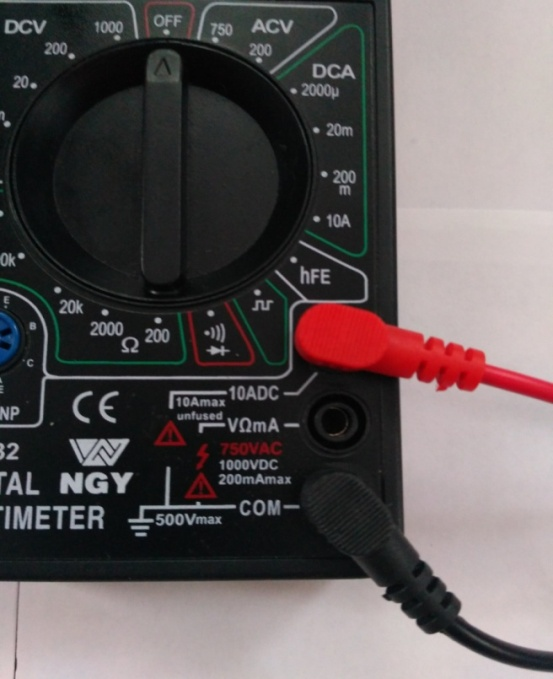 DCV 1000 OFF 750 ACV
200 200
DCA
20 2000μ
20m
200
m
10A
0k hFE
20k
2000 Ω 200
E
B
C
E
NP
CE
10ADC
10Amax
unfused
VΩmA
750VAC
1000VDC
200mAmax
COM
500Vmax
32
TAL NGY
TIMETER